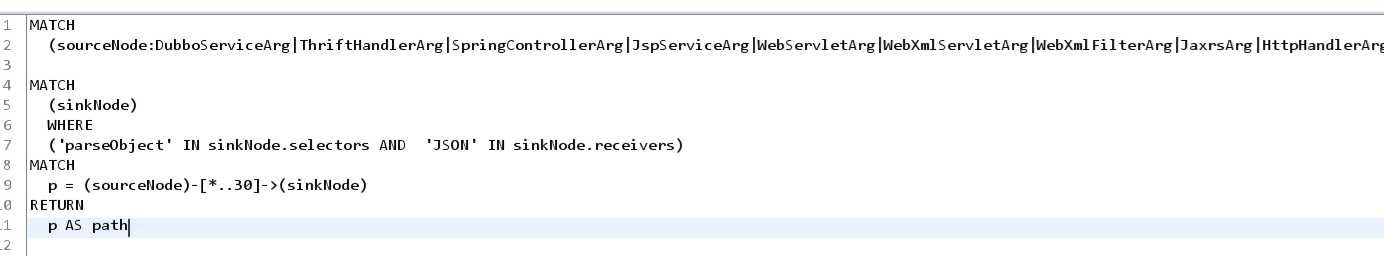 1 MATCH
2 (sourceNode:DubboServiceArg|ThriftHandlerArg|SpringControllerArg|JspServiceArg|WebServletArg|WebXmlServletArg|WebXmlFilterArg|JaxrsArg|HttpHandlerArg
3
4 MATCH
5 (sinkNode)
6 WHERE
7 ('parseObject' IN sinkNode.selectors AND  'JSON' IN sinkNode.receivers)
8 MATCH
9 p = (sourceNode)-[*..30]->(sinkNode)
10 RETURN
11 p AS path
12